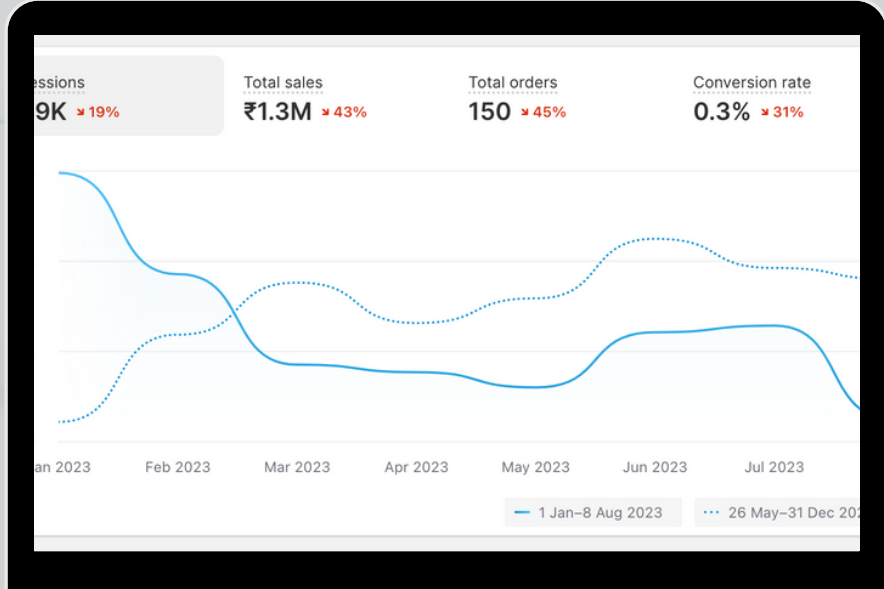 essions
Total sales
Total orders
Conversion rate
9K 19%
₹1.3M 43%
150 45%
0.3% 31%
an 2023
Feb 2023
Mar 2023
Apr 2023
May 2023
Jun 2023
Jul 2023
1 Jan–8 Aug 2023
26 May–31 Dec 202